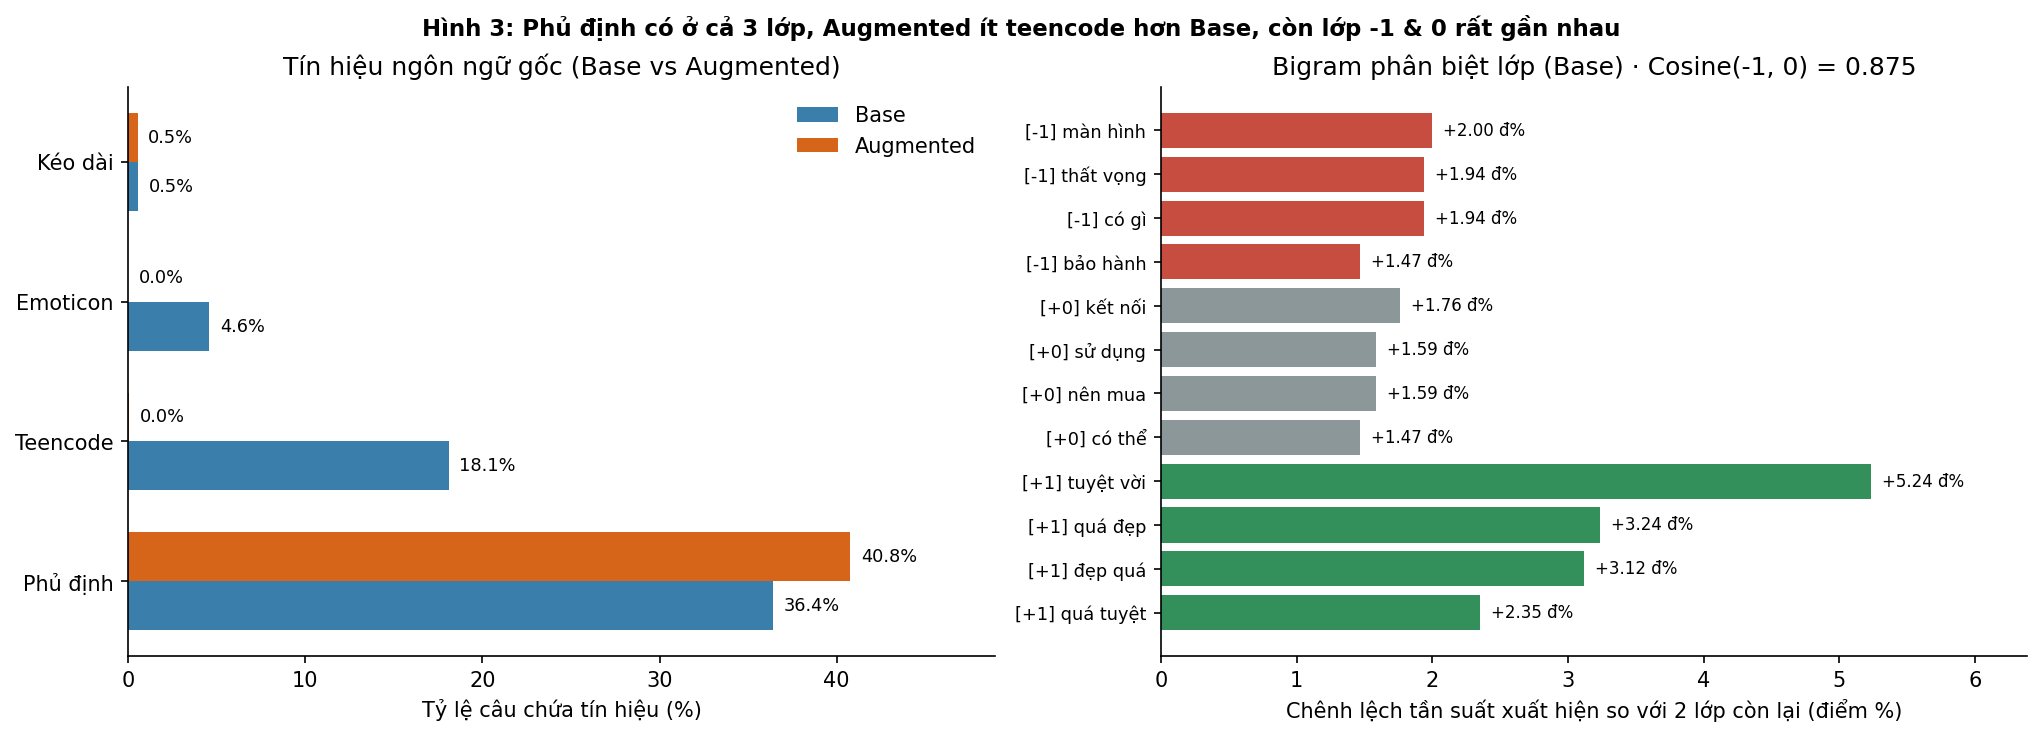 Hình 3: Phủ định có ở cả 3 lớp, Augmented ít teencode hơn Base, còn lớp -1 & 0 rất gần nhau
Tín hiệu ngôn ngữ gốc (Base vs Augmented)
Base
Augmented
Kéo dài
0.5%
0.5%
Emoticon
0.0%
4.6%
Teencode
0.0%
18.1%
Phủ định
40.8%
36.4%
0 10 20 30 40
Tỷ lệ câu chứa tín hiệu (%)
Bigram phân biệt lớp (Base) · Cosine(-1, 0) = 0.875
[-1] màn hình +2.00 đ%
[-1] thất vọng +1.94 đ%
[-1] có gì +1.94 đ%
[-1] bảo hành +1.47 đ%
[+0] kết nối +1.76 đ%
[+0] sử dụng +1.59 đ%
[+0] nên mua +1.59 đ%
[+0] có thể +1.47 đ%
[+1] tuyệt vời +5.24 đ%
[+1] quá đẹp +3.24 đ%
[+1] đẹp quá +3.12 đ%
[+1] quá tuyệt +2.35 đ%
0 1 2 3 4 5 6
Chênh lệch tần suất xuất hiện so với 2 lớp còn lại (điểm %)